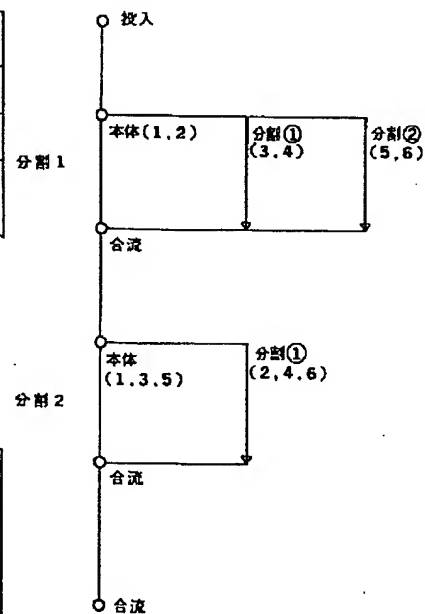 投入
本体(1,2)
分割①
(3,4)
分割②
(5,6)
分割1
合流
本体
(1,3,5)
分割①
(2,4,6)
分割2
合流
合流